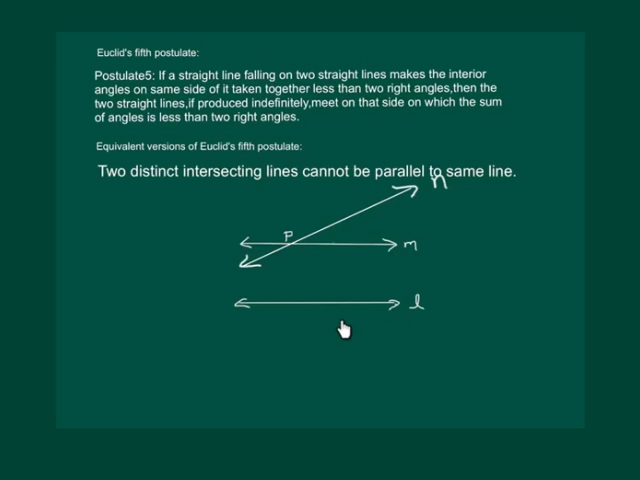 Euclid's fifth postulate:
Postulate5: If a straight line falling on two straight lines makes the interior
angles on same side of it taken together less than two right angles,then the
two straight lines,if produced indefinitely,meet on that side on which the sum
of angles is less than two right angles.
Equivalent versions of Euclid's fifth postulate:
Two distinct intersecting lines cannot be parallel to same line.
n
P
m
l